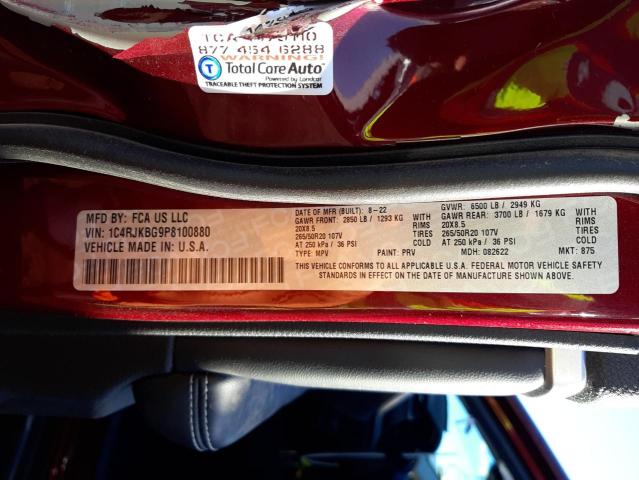 877 454 6288
WARNING!
T Total Care Auto
Powered by Landcar
TRACEABLE THEFT PROTECTION SYSTEM
MFD BY: FCA US LLC
VIN: 1C4RJKBG9P8100880
VEHICLE MADE IN U.S.A.
DATE OF MFR (BUILT): 8-22 GVWR: 6500 LB / 2949 KG
GAWR FRONT: 2850 LB / 1293 KG WITH GAWR REAR: 3700 LB / 1679 KG WITH
20X8.5 RIMS 20X8.5 RIMS
265/50R20 107V TIRES 265/50R20 107V TIRES
AT 250 kPa / 36 PSI COLD AT 250 kPa / 36 PSI COLD
TYPE: MPV PAINT: PRV MDH: 082622 MKT: 875
THIS VEHICLE CONFORMS TO ALL APPLICABLE U.S.A. FEDERAL MOTOR VEHICLE SAFETY
STANDARDS IN EFFECT ON THE DATE OF MANUFACTURE SHOWN ABOVE.